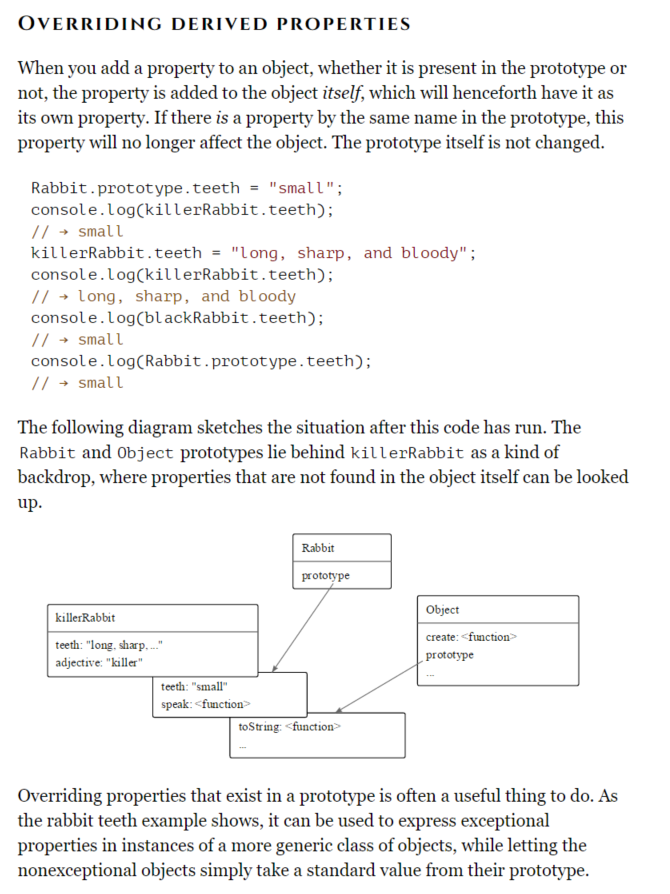 OVERRIDING DERIVED PROPERTIES
When you add a property to an object, whether it is present in the prototype or
not, the property is added to the object itself, which will henceforth have it as
its own property. If there is a property by the same name in the prototype, this
property will no longer affect the object. The prototype itself is not changed.
Rabbit.prototype.teeth = "small";
console.log(killerRabbit.teeth);
// → small
killerRabbit.teeth = "long, sharp, and bloody";
console.log(killerRabbit.teeth);
// → long, sharp, and bloody
console.log(blackRabbit.teeth);
// → small
console.log(Rabbit.prototype.teeth);
// → small
The following diagram sketches the situation after this code has run. The
Rabbit and Object prototypes lie behind killerRabbit as a kind of
backdrop, where properties that are not found in the object itself can be looked
up.
Rabbit
prototype
killerRabbit
teeth: "long, sharp, ..."
adjective: "killer"
Object
create: <function>
prototype
...
teeth: "small"
speak: <function>
toString: <function>
...
Overriding properties that exist in a prototype is often a useful thing to do. As
the rabbit teeth example shows, it can be used to express exceptional
properties in instances of a more generic class of objects, while letting the
nonexceptional objects simply take a standard value from their prototype.